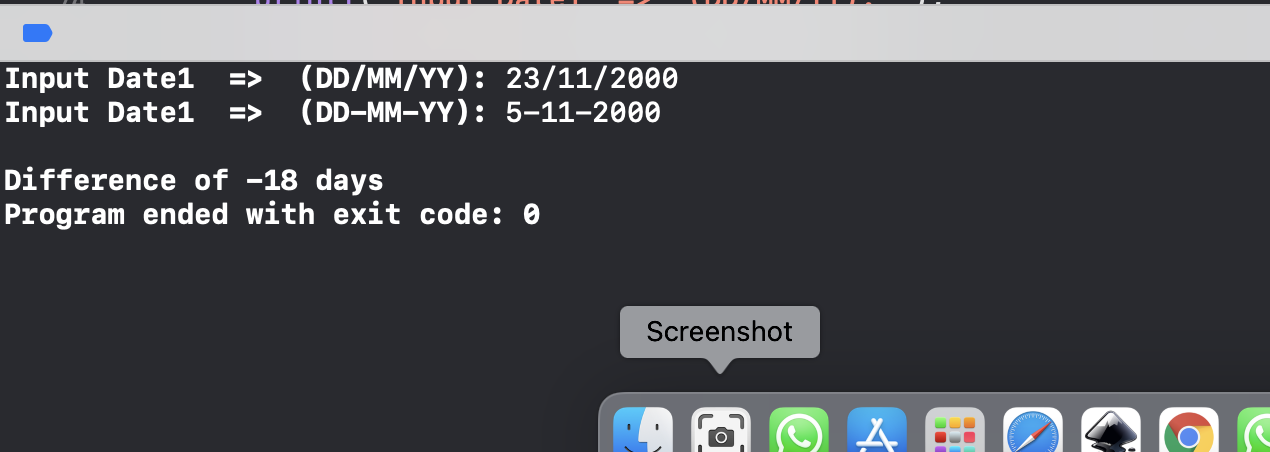 Input Date1  =>  (DD/MM/YY): 23/11/2000
Input Date1  =>  (DD-MM-YY): 5-11-2000
Difference of -18 days
Program ended with exit code: 0
Screenshot